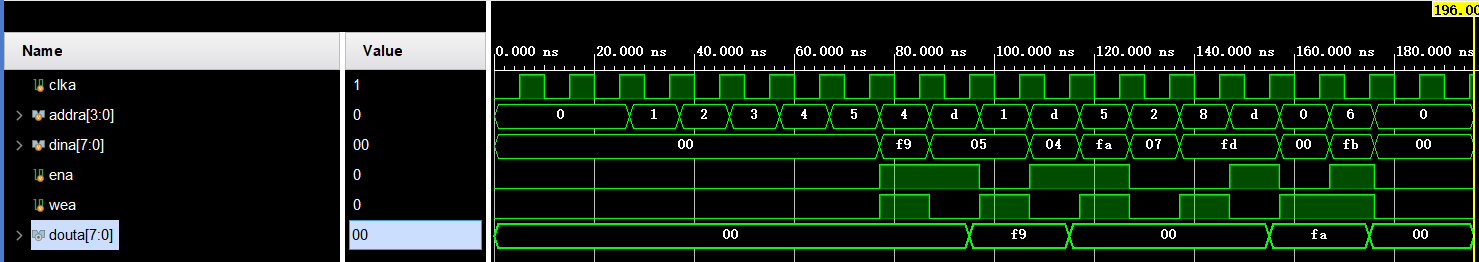 196.00
Name Value
0.000 ns 20.000 ns 40.000 ns 60.000 ns 80.000 ns 100.000 ns 120.000 ns 140.000 ns 160.000 ns 180.000 ns
clka 1
addra[3:0] 0 0 1 2 3 4 5 4 d 1 d 5 2 8 d 0 6 0
dina[7:0] 00 00 f9 05 04 fa 07 fd 00 fb 00
ena 0
wea 0
douta[7:0] 00 00 f9 00 fa 00